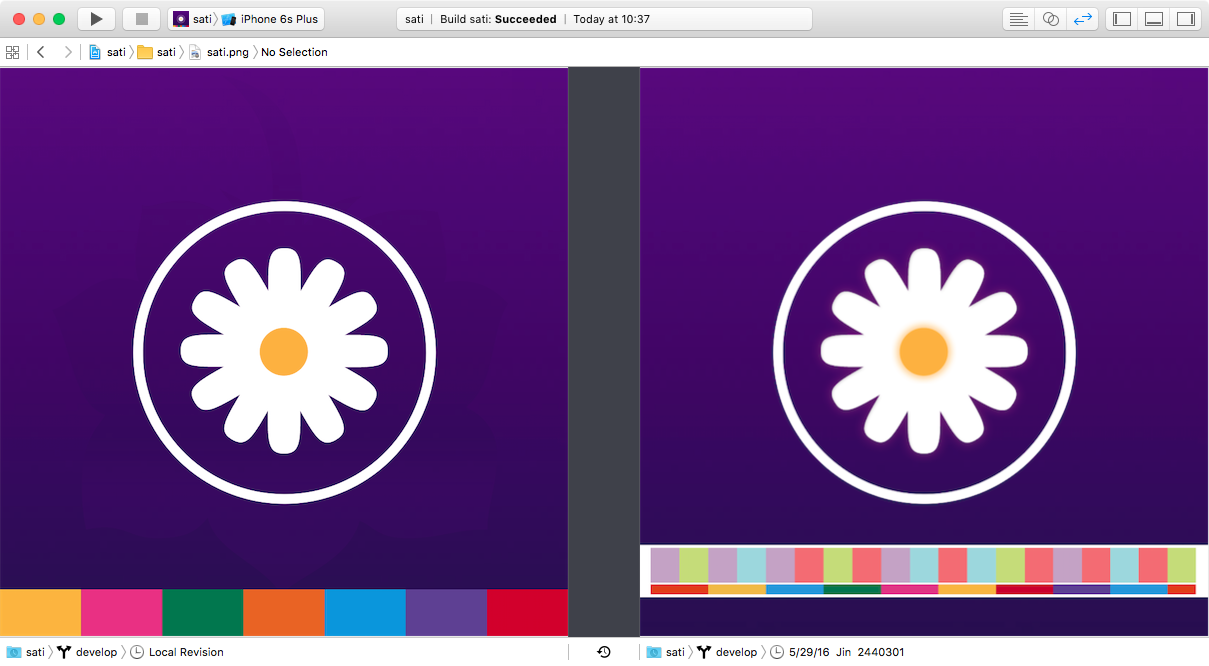 sati iPhone 6s Plus sati | Build sati: Succeeded | Today at 10:37
sati sati sati.png No Selection
sati develop Local Revision sati develop 5/29/16 Jin 2440301